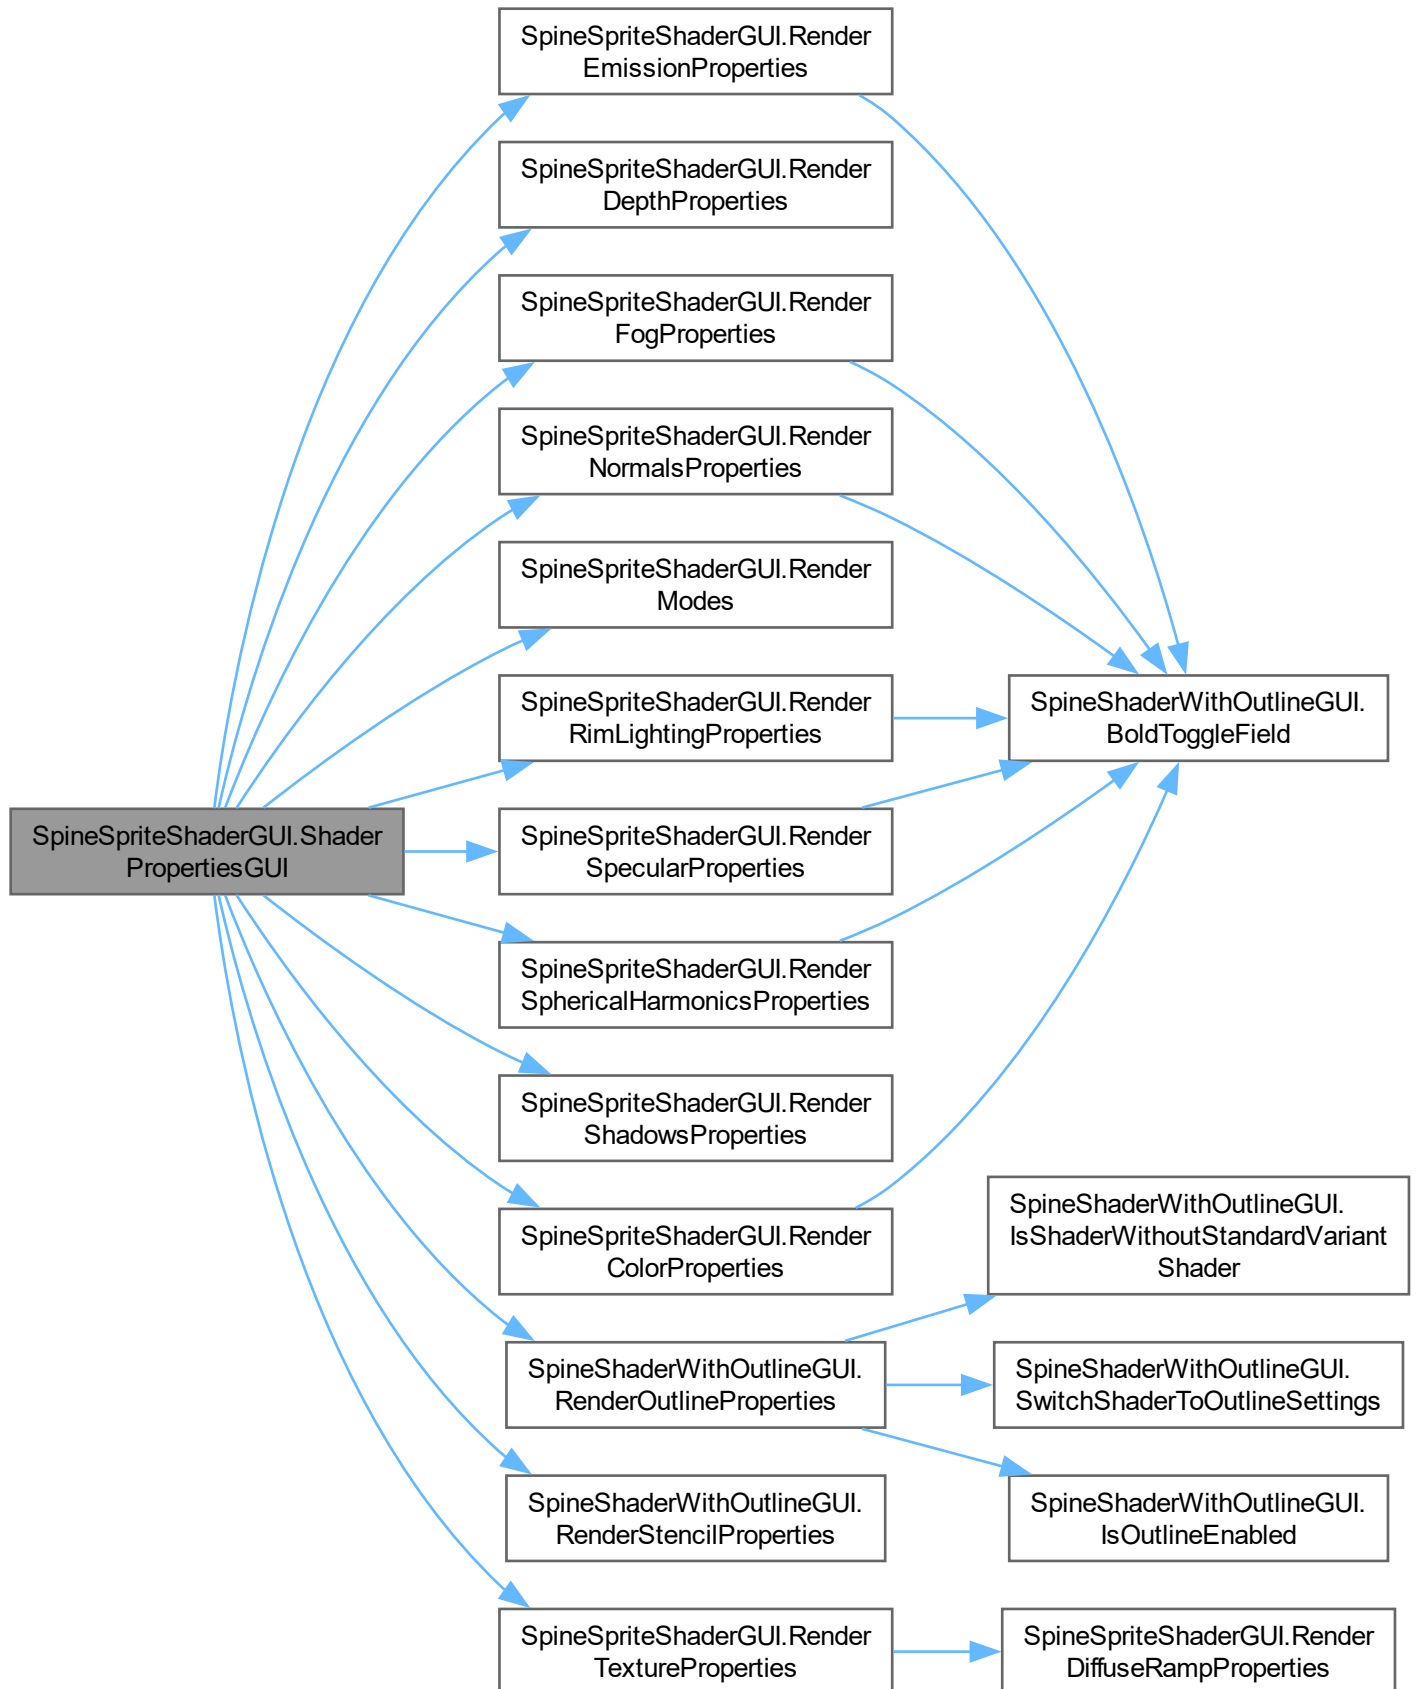 SpineSpriteShaderGUI.Shader
PropertiesGUI
SpineSpriteShaderGUI.Render
EmissionProperties
SpineSpriteShaderGUI.Render
DepthProperties
SpineSpriteShaderGUI.Render
FogProperties
SpineSpriteShaderGUI.Render
NormalsProperties
SpineSpriteShaderGUI.Render
Modes
SpineSpriteShaderGUI.Render
RimLightingProperties
SpineSpriteShaderGUI.Render
SpecularProperties
SpineSpriteShaderGUI.Render
SphericalHarmonicsProperties
SpineSpriteShaderGUI.Render
ShadowsProperties
SpineSpriteShaderGUI.Render
ColorProperties
SpineShaderWithOutlineGUI.
RenderOutlineProperties
SpineShaderWithOutlineGUI.
RenderStencilProperties
SpineSpriteShaderGUI.Render
TextureProperties
SpineShaderWithOutlineGUI.
BoldToggleField
SpineShaderWithOutlineGUI.
IsShaderWithoutStandardVariant
Shader
SpineShaderWithOutlineGUI.
SwitchShaderToOutlineSettings
SpineShaderWithOutlineGUI.
IsOutlineEnabled
SpineSpriteShaderGUI.Render
DiffuseRampProperties